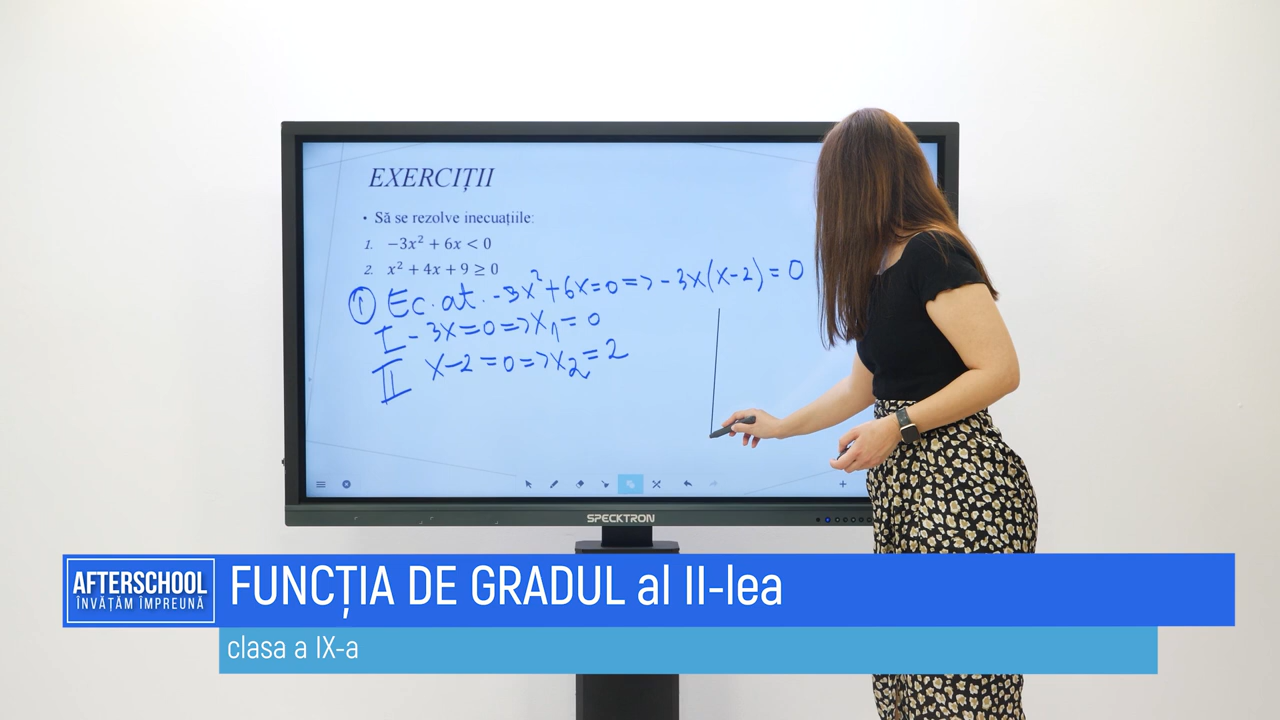 EXERCIȚII
• Să se rezolve inecuațiile:
1. −3x² + 6x < 0
2. x² + 4x + 9 ≥ 0
① Ec. at. -3x²+6x=0=>-3x(x-2)=0
I -3x=0=>x₁=0
II x-2=0=>x₂=2
SPECKTRON
AFTERSCHOOL
ÎNVĂȚĂM ÎMPREUNĂ
FUNCȚIA DE GRADUL al II-lea
clasa a IX-a